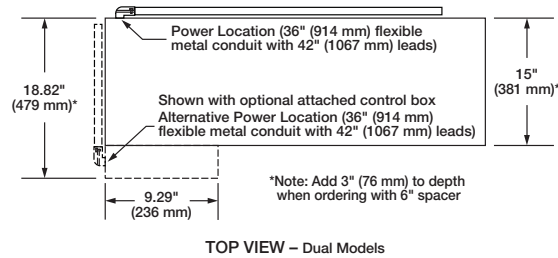 Power Location (36" (914 mm) flexible
metal conduit with 42" (1067 mm) leads)
18.82"
(479 mm)*
15"
(381 mm)*
Shown with optional attached control box
Alternative Power Location (36" (914 mm)
flexible metal conduit with 42" (1067 mm) leads)
9.29"
(236 mm)
*Note: Add 3" (76 mm) to depth
when ordering with 6" spacer
TOP VIEW – Dual Models